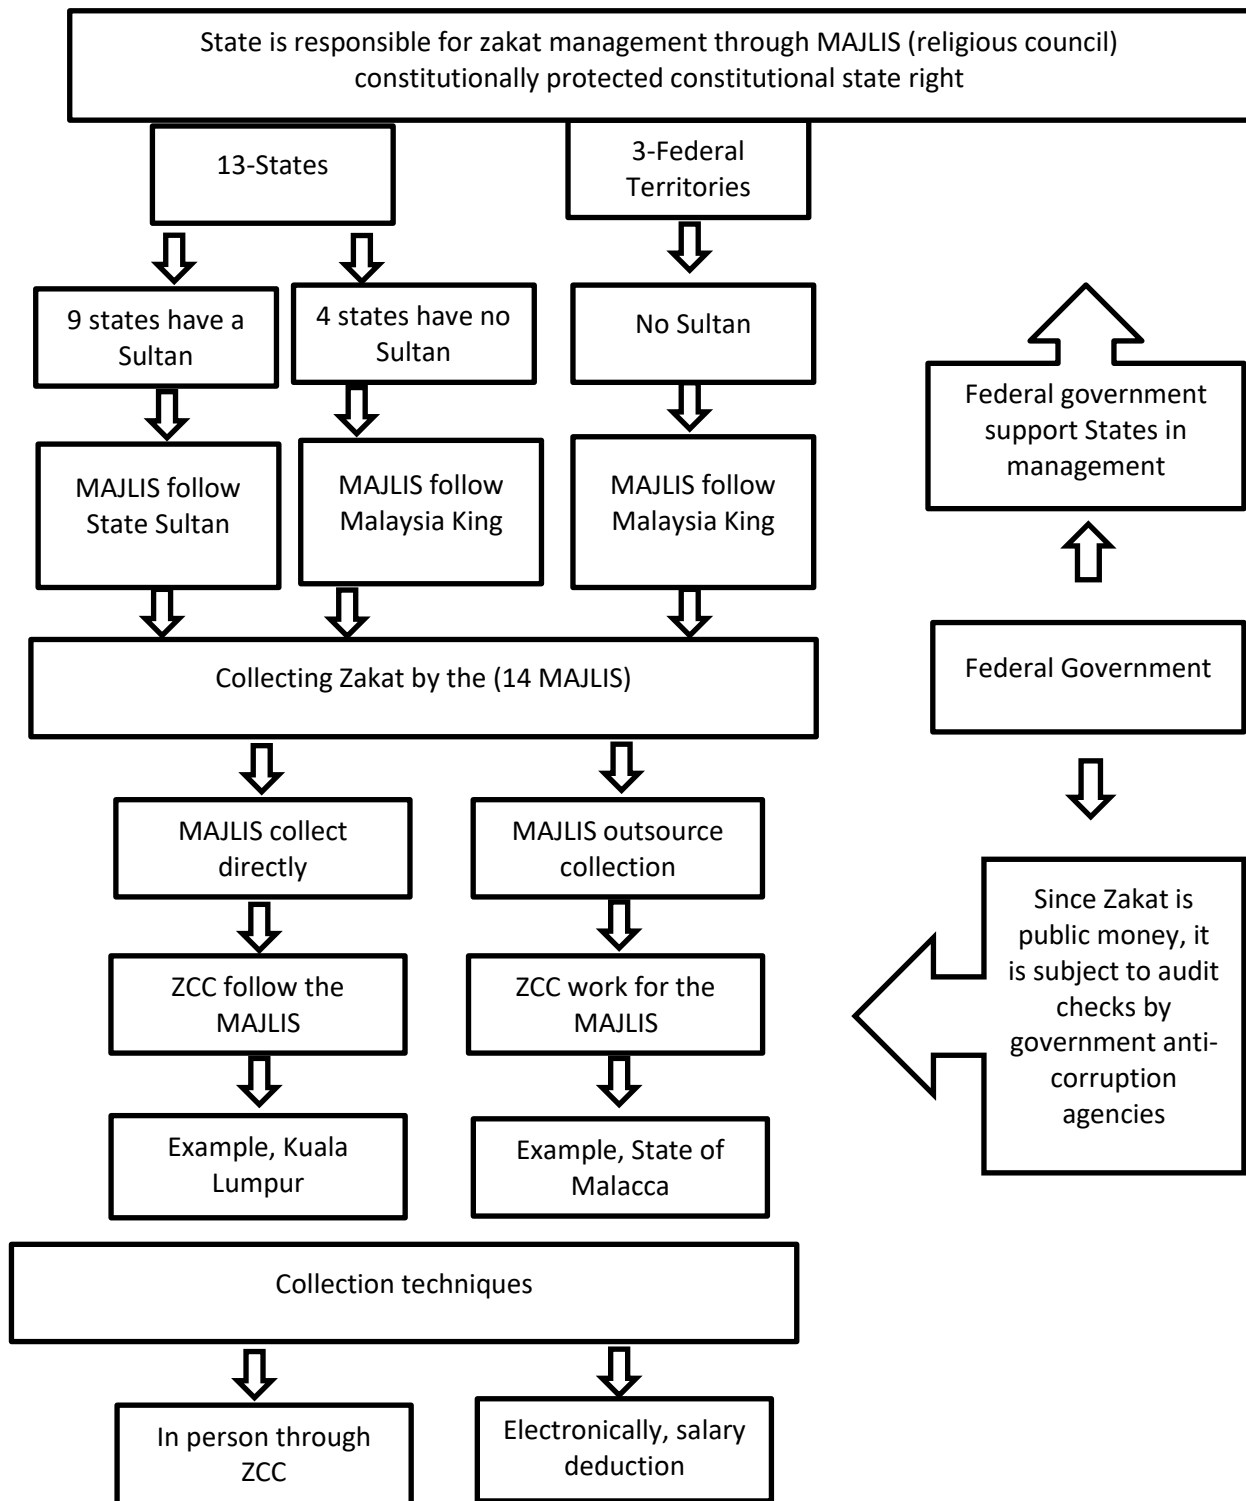 State is responsible for zakat management through MAJLIS (religious council)
constitutionally protected constitutional state right
13-States
3-Federal
Territories
9 states have a
Sultan
4 states have no
Sultan
No Sultan
Federal government
support States in
management
MAJLIS follow
State Sultan
MAJLIS follow
Malaysia King
MAJLIS follow
Malaysia King
Collecting Zakat by the (14 MAJLIS)
Federal Government
MAJLIS collect
directly
MAJLIS outsource
collection
Since Zakat is
public money, it
is subject to audit
checks by
government anti-
corruption
agencies
ZCC follow the
MAJLIS
ZCC work for the
MAJLIS
Example, Kuala
Lumpur
Example, State of
Malacca
Collection techniques
In person through
ZCC
Electronically, salary
deduction